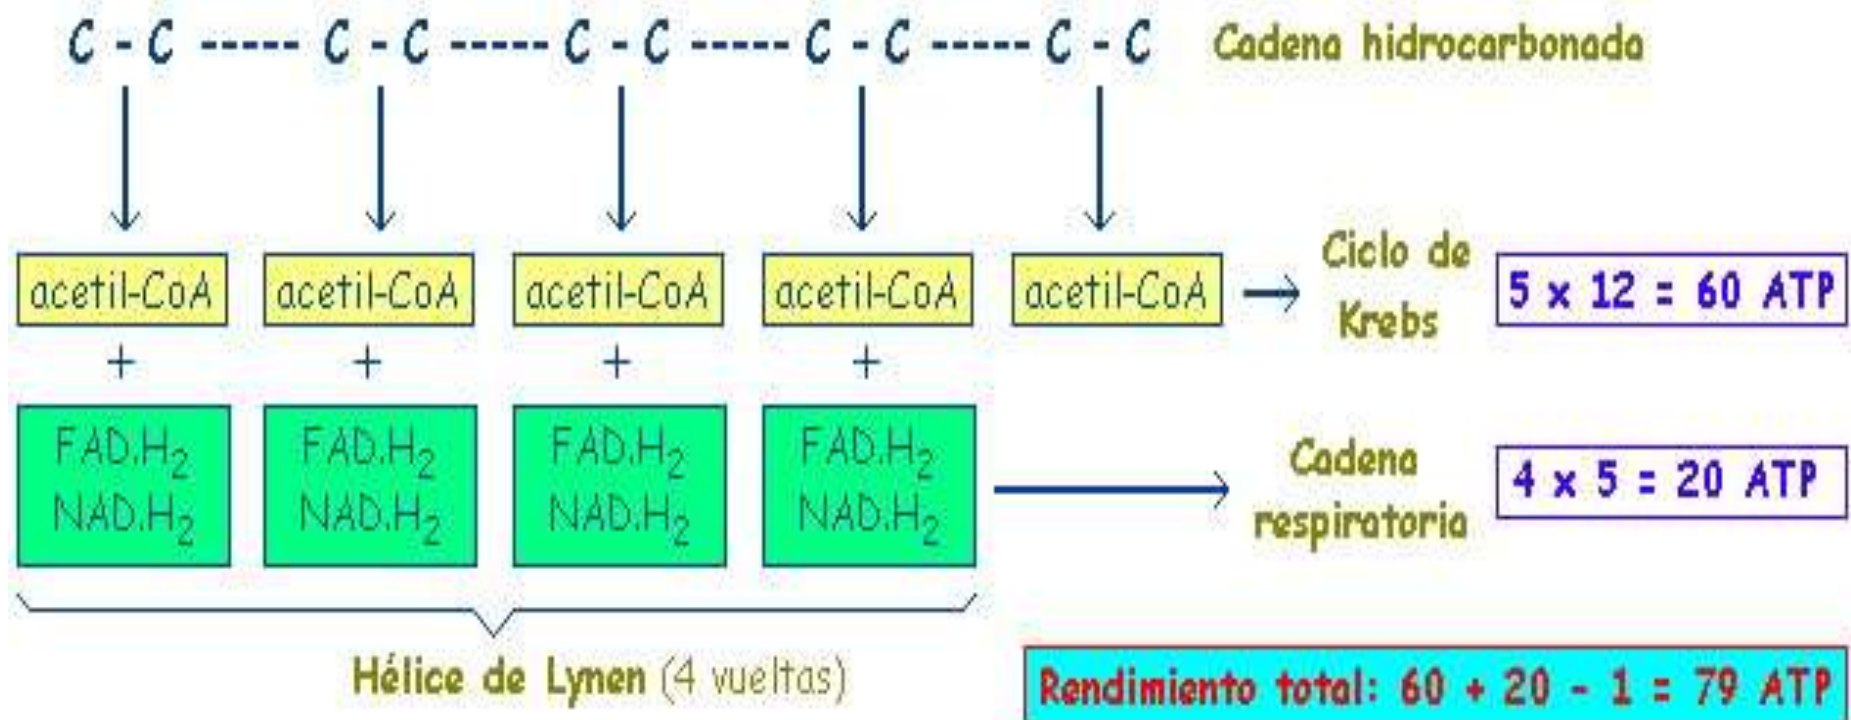 C - C ----- C - C ----- C - C ----- C - C ----- C - C Cadena hidrocarbonada
acetil-CoA acetil-CoA acetil-CoA acetil-CoA acetil-CoA Ciclo de Krebs 5 x 12 = 60 ATP
+ + + +
FAD.H2 FAD.H2 FAD.H2 FAD.H2
NAD.H2 NAD.H2 NAD.H2 NAD.H2
Cadena
respiratoria
4 x 5 = 20 ATP
Hélice de Lynen (4 vueltas)
Rendimiento total: 60 + 20 - 1 = 79 ATP